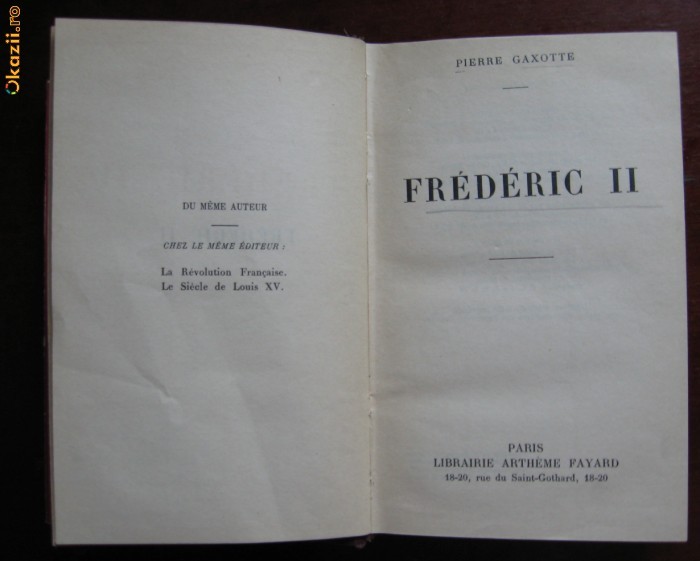 Okazii.ro
DU MÊME AUTEUR
CHEZ LE MÊME ÉDITEUR :
La Révolution Française.
Le Siècle de Louis XV.
PIERRE GAXOTTE
FRÉDÉRIC II
PARIS
LIBRAIRIE ARTHÈME FAYARD
18-20, rue du Saint-Gothard, 18-20